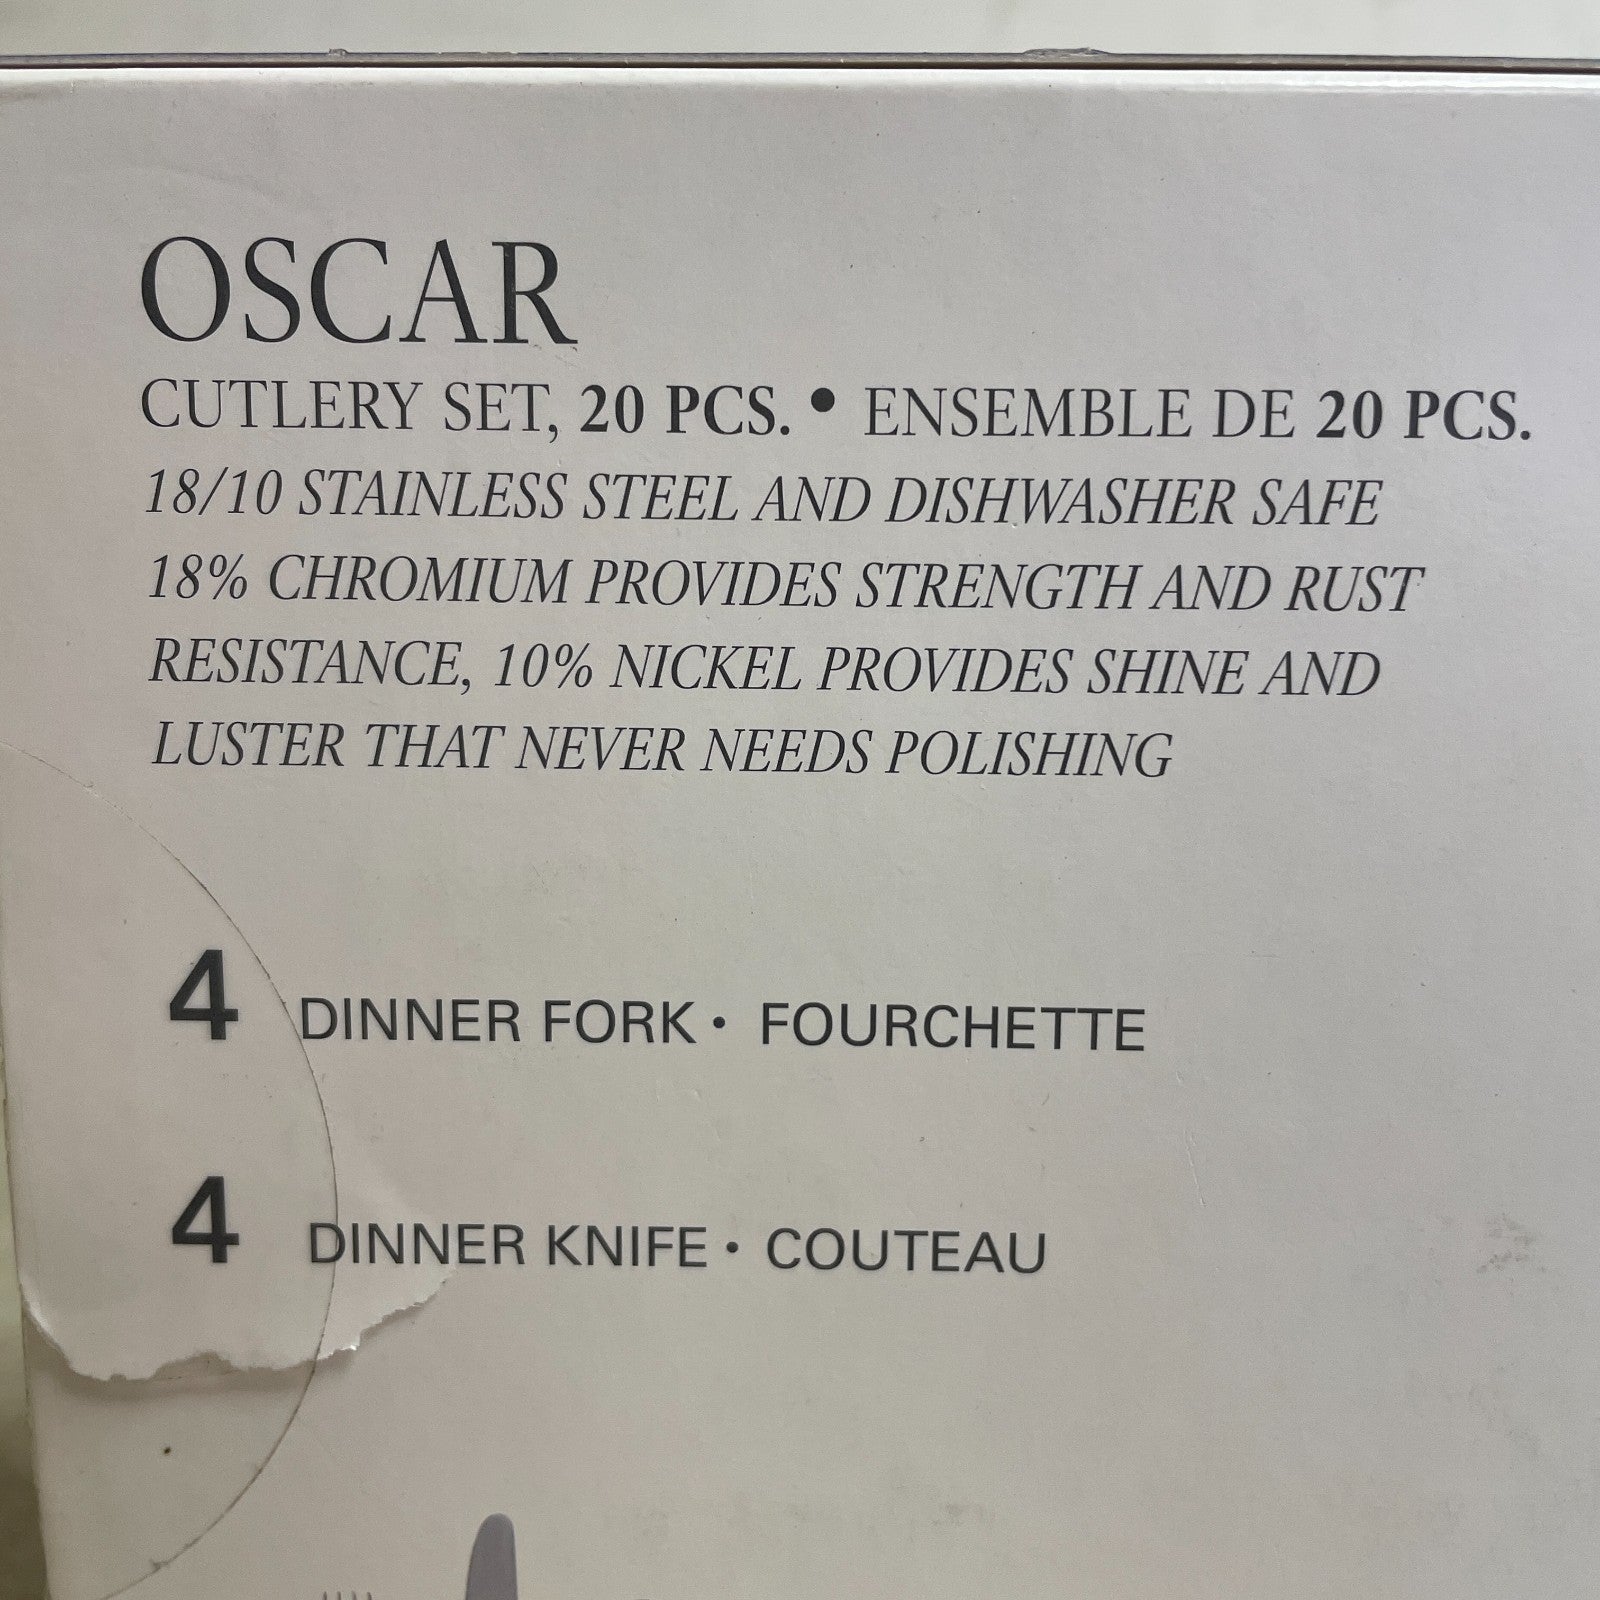 OSCAR
CUTLERY SET, 20 PCS. • ENSEMBLE DE 20 PCS.
18/10 STAINLESS STEEL AND DISHWASHER SAFE
18% CHROMIUM PROVIDES STRENGTH AND RUST
RESISTANCE, 10% NICKEL PROVIDES SHINE AND
LUSTER THAT NEVER NEEDS POLISHING
4 DINNER FORK • FOURCHETTE
4 DINNER KNIFE • COUTEAU